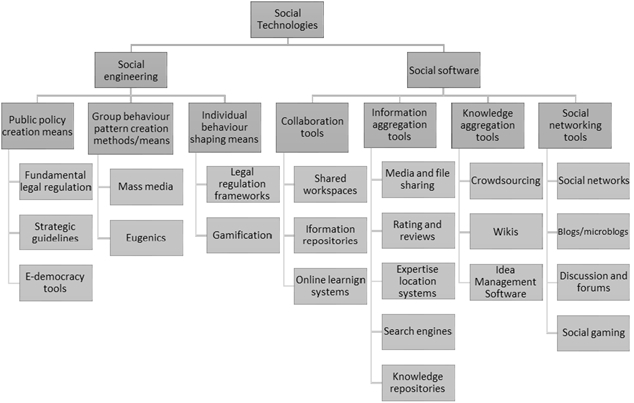 Social
Technologies
Social
engineering
Social software
Public policy
creation means
Group behaviour
pattern creation
methods/means
Individual
behaviour
shaping means
Collaboration
tools
Information
aggregation tools
Knowledge
aggregation tools
Social
networking
tools
Fundamental
legal regulation
Strategic
guidelines
E-democracy
tools
Mass media
Eugenics
Legal
regulation
frameworks
Gamification
Shared
workspaces
Iformation
repositories
Online learnign
systems
Media and file
sharing
Rating and
reviews
Expertise
location
systems
Search engines
Knowledge
repositories
Crowdsourcing
Wikis
Idea
Management
Software
Social networks
Blogs/microblogs
Discussion and
forums
Social gaming